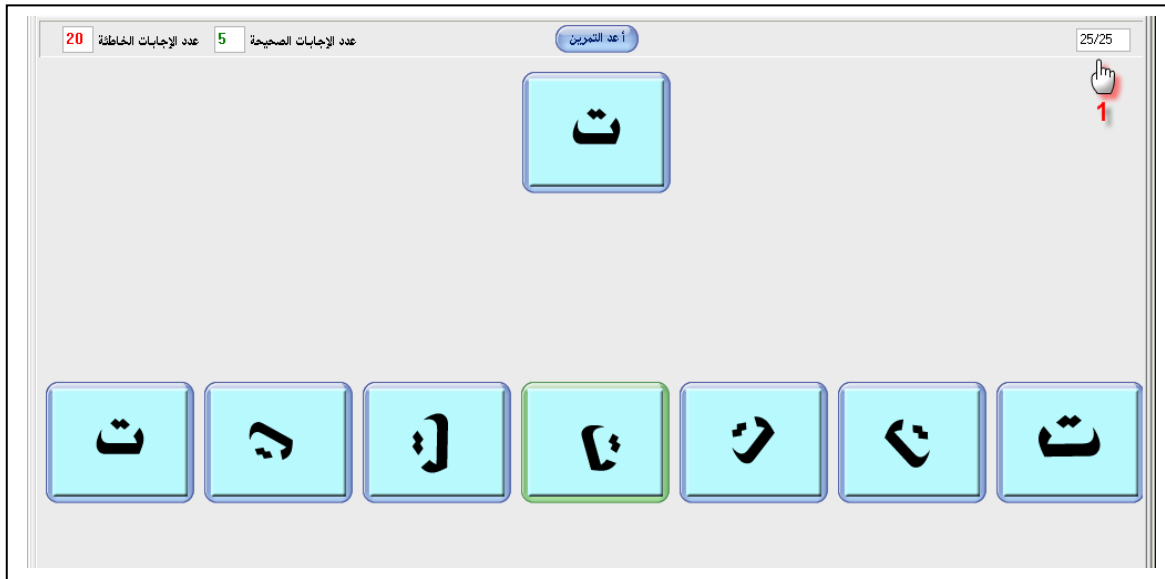 25/25 أعد التمرين عدد الإجابات الصحيحة 5 عدد الإجابات الخاطئة 20
1
ت
ت ت ت ت ت ت ت